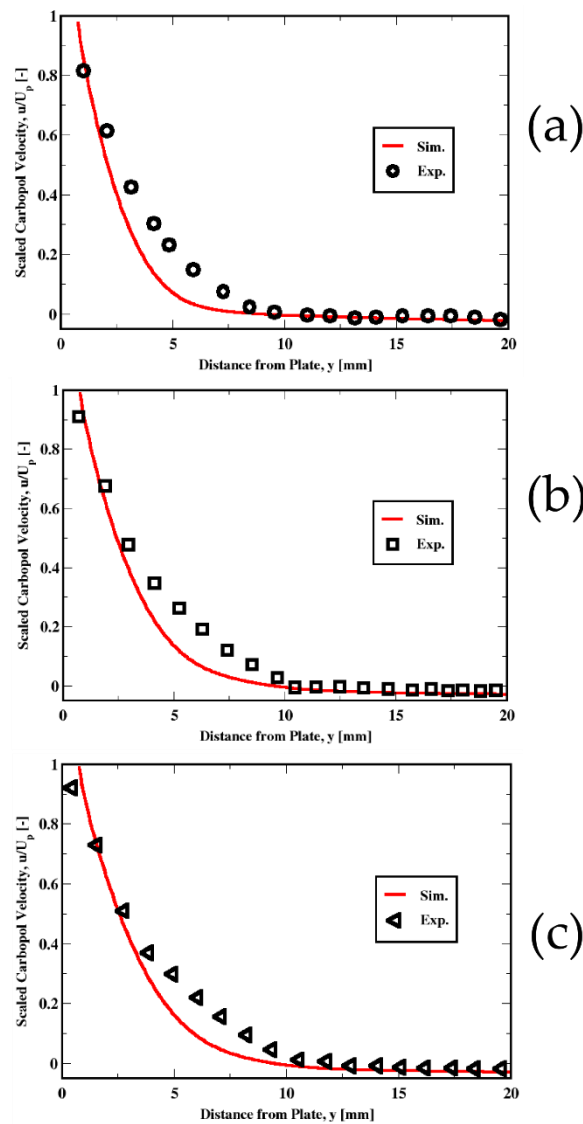 1
0.8
0.6
0.4
0.2
0
0 5 10 15 20
Scaled Carbopol Velocity, u/Up [-]
Distance from Plate, y [mm]
Sim.
Exp.
(a)
1
0.8
0.6
0.4
0.2
0
0 5 10 15 20
Scaled Carbopol Velocity, u/Up [-]
Distance from Plate, y [mm]
Sim.
Exp.
(b)
1
0.8
0.6
0.4
0.2
0
0 5 10 15 20
Scaled Carbopol Velocity, u/Up [-]
Distance from Plate, y [mm]
Sim.
Exp.
(c)